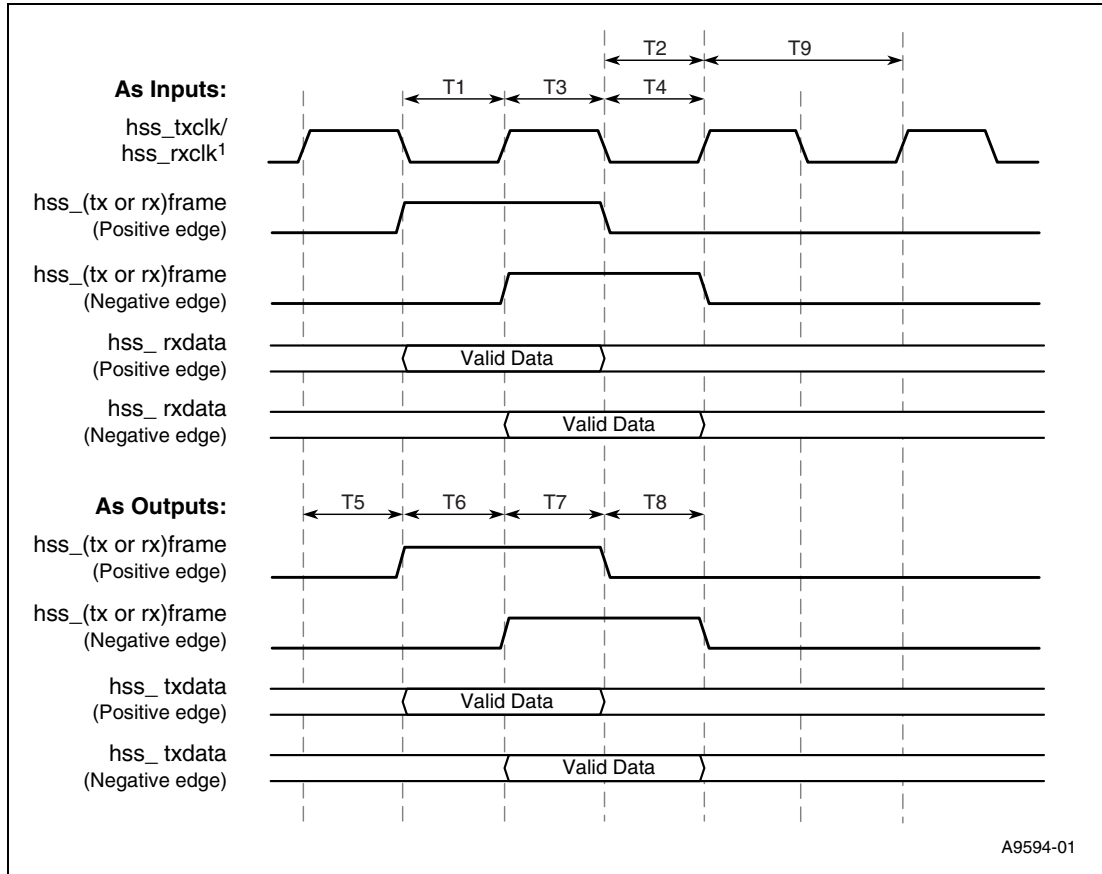 T2 T9
As Inputs: T1 T3 T4
hss_txclk/
hss_rxclk1
hss_(tx or rx)frame
(Positive edge)
hss_(tx or rx)frame
(Negative edge)
hss_ rxdata
(Positive edge) Valid Data
hss_ rxdata
(Negative edge) Valid Data
As Outputs: T5 T6 T7 T8
hss_(tx or rx)frame
(Positive edge)
hss_(tx or rx)frame
(Negative edge)
hss_ txdata
(Positive edge) Valid Data
hss_ txdata
(Negative edge) Valid Data
A9594-01